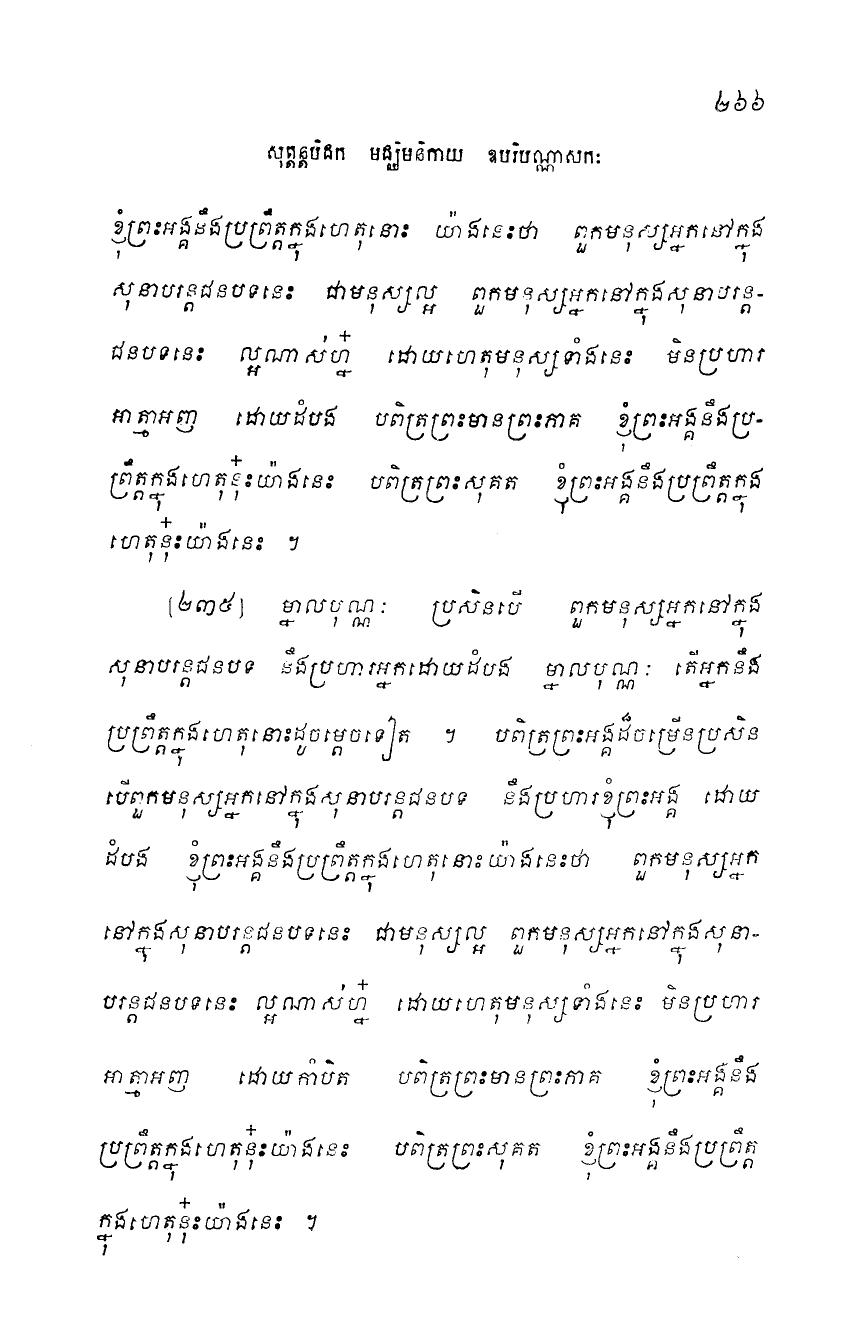 ២៦៦
សុត្តន្តបិដក មជ្ឈិមនិកាយ ឧបរិបណ្ណាសកៈ
ខ្ញុំព្រះអង្គនឹងប្រព្រឹត្តក្នុងហេតុនោះ យ៉ាងនេះថា ពួកមនុស្សអ្នកនៅក្នុង
សុនាបរន្តជនបទនេះ ជាមនុស្សល្អ ពួកមនុស្សអ្នកនៅក្នុងសុនាបរន្ត-
ជនបទនេះ ល្អណាស់ហ្ន៎ ដោយហេតុមនុស្សទាំងនេះ មិនប្រហារ
អាត្មាអញ ដោយដំបង បពិត្រព្រះមានព្រះភាគ ខ្ញុំព្រះអង្គនឹងប្រ-
ព្រឹត្តក្នុងហេតុនុ៎ះយ៉ាងនេះ បពិត្រព្រះសុគត ខ្ញុំព្រះអង្គនឹងប្រព្រឹត្តក្នុង
ហេតុនុ៎ះយ៉ាងនេះ ។
[២៣៥] ម្នាលបុណ្ណៈ ប្រសិនបើ ពួកមនុស្សអ្នកនៅក្នុង
សុនាបរន្តជនបទ នឹងប្រហារអ្នកដោយដំបង ម្នាលបុណ្ណៈ តើអ្នកនឹង
ប្រព្រឹត្តក្នុងហេតុនោះដូចម្តេចទៀត ។ បពិត្រព្រះអង្គដ៏ចម្រើនប្រសិន
បើពួកមនុស្សអ្នកនៅក្នុងសុនាបរន្តជនបទ នឹងប្រហារខ្ញុំព្រះអង្គ ដោយ
ដំបង ខ្ញុំព្រះអង្គនឹងប្រព្រឹត្តក្នុងហេតុនោះយ៉ាងនេះថា ពួកមនុស្សអ្នក
នៅក្នុងសុនាបរន្តជនបទនេះ ជាមនុស្សល្អ ពួកមនុស្សអ្នកនៅក្នុងសុនា-
បរន្តជនបទនេះ ល្អណាស់ហ្ន៎ ដោយហេតុមនុស្សទាំងនេះ មិនប្រហារ
អាត្មាអញ ដោយកាំបិត បពិត្រព្រះមានព្រះភាគ ខ្ញុំព្រះអង្គនឹង
ប្រព្រឹត្តក្នុងហេតុនុ៎ះយ៉ាងនេះ បពិត្រព្រះសុគត ខ្ញុំព្រះអង្គនឹងប្រព្រឹត្ត
ក្នុងហេតុនុ៎ះយ៉ាងនេះ ។